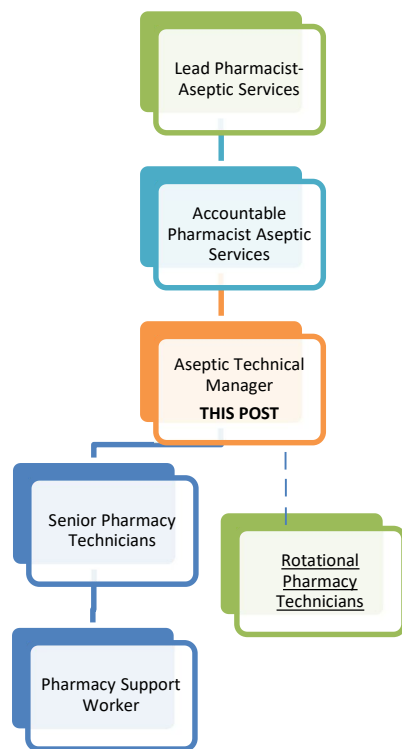 Lead Pharmacist-
Aseptic Services
Accountable
Pharmacist Aseptic
Services
Aseptic Technical
Manager
THIS POST
Senior Pharmacy
Technicians
Rotational
Pharmacy
Technicians
Pharmacy Support
Worker